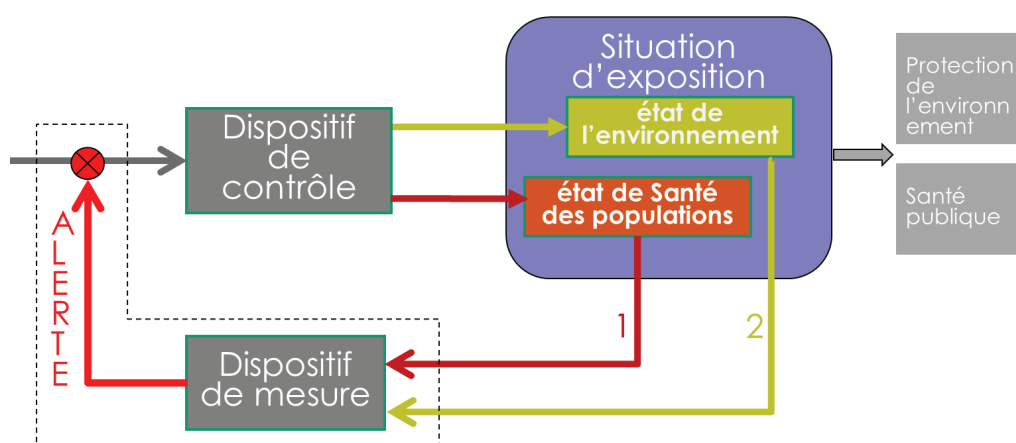 Situation
d'exposition
Dispositif
de
contrôle
état de
l'environnement
état de Santé
des populations
Protection
de
l'environn
ement
Santé
publique
ALERTE
1
2
Dispositif
de mesure